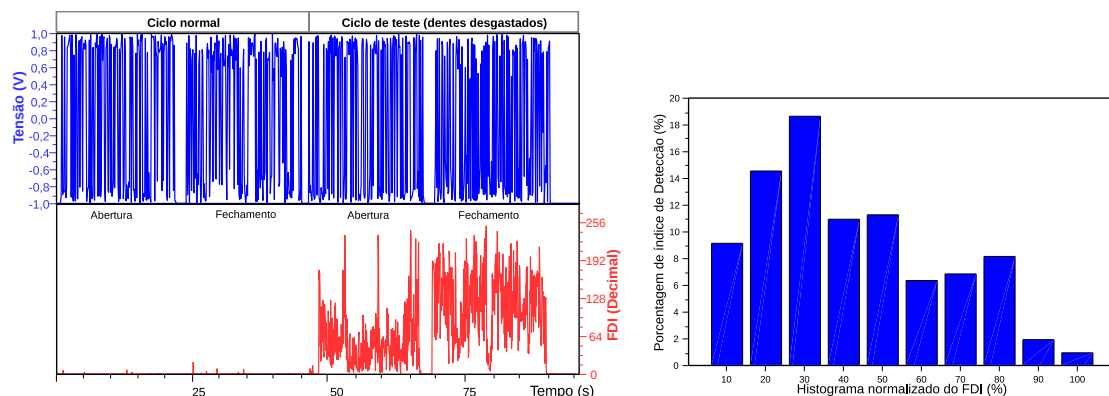 Ciclo normal
Ciclo de teste (dentes desgastados)
Tensão (V)
1,0
0,8
0,6
0,4
0,2
0,0
-0,2
-0,4
-0,6
-0,8
-1,0
Abertura
Fechamento
Abertura
Fechamento
256
192
128
64
0
FDI (Decimal)
25
50
75
Tempo (s)
Porcentagem de índice de Deteccão (%)
20
18
16
14
12
10
8
6
4
2
0
10 20 30 40 50 60 70 80 90 100
Histograma normalizado do FDI (%)